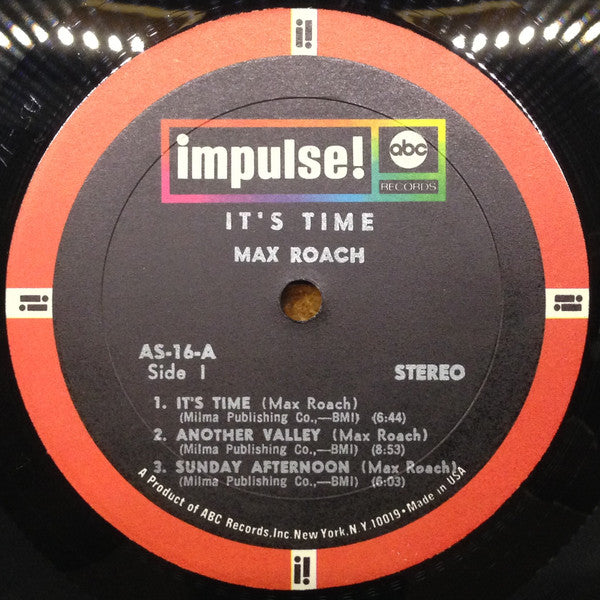 impulse!
abc
RECORDS
IT'S TIME
MAX ROACH
AS-16-A
Side 1
STEREO
1. IT'S TIME (Max Roach)
(Milma Publishing Co.,—BMI) (6:44)
2. ANOTHER VALLEY (Max Roach)
(Milma Publishing Co.,—BMI) (8:53)
3. SUNDAY AFTERNOON (Max Roach)
(Milma Publishing Co.,—BMI) (6:03)
A Product of ABC Records, Inc. New York, N.Y. 10019 • Made in USA